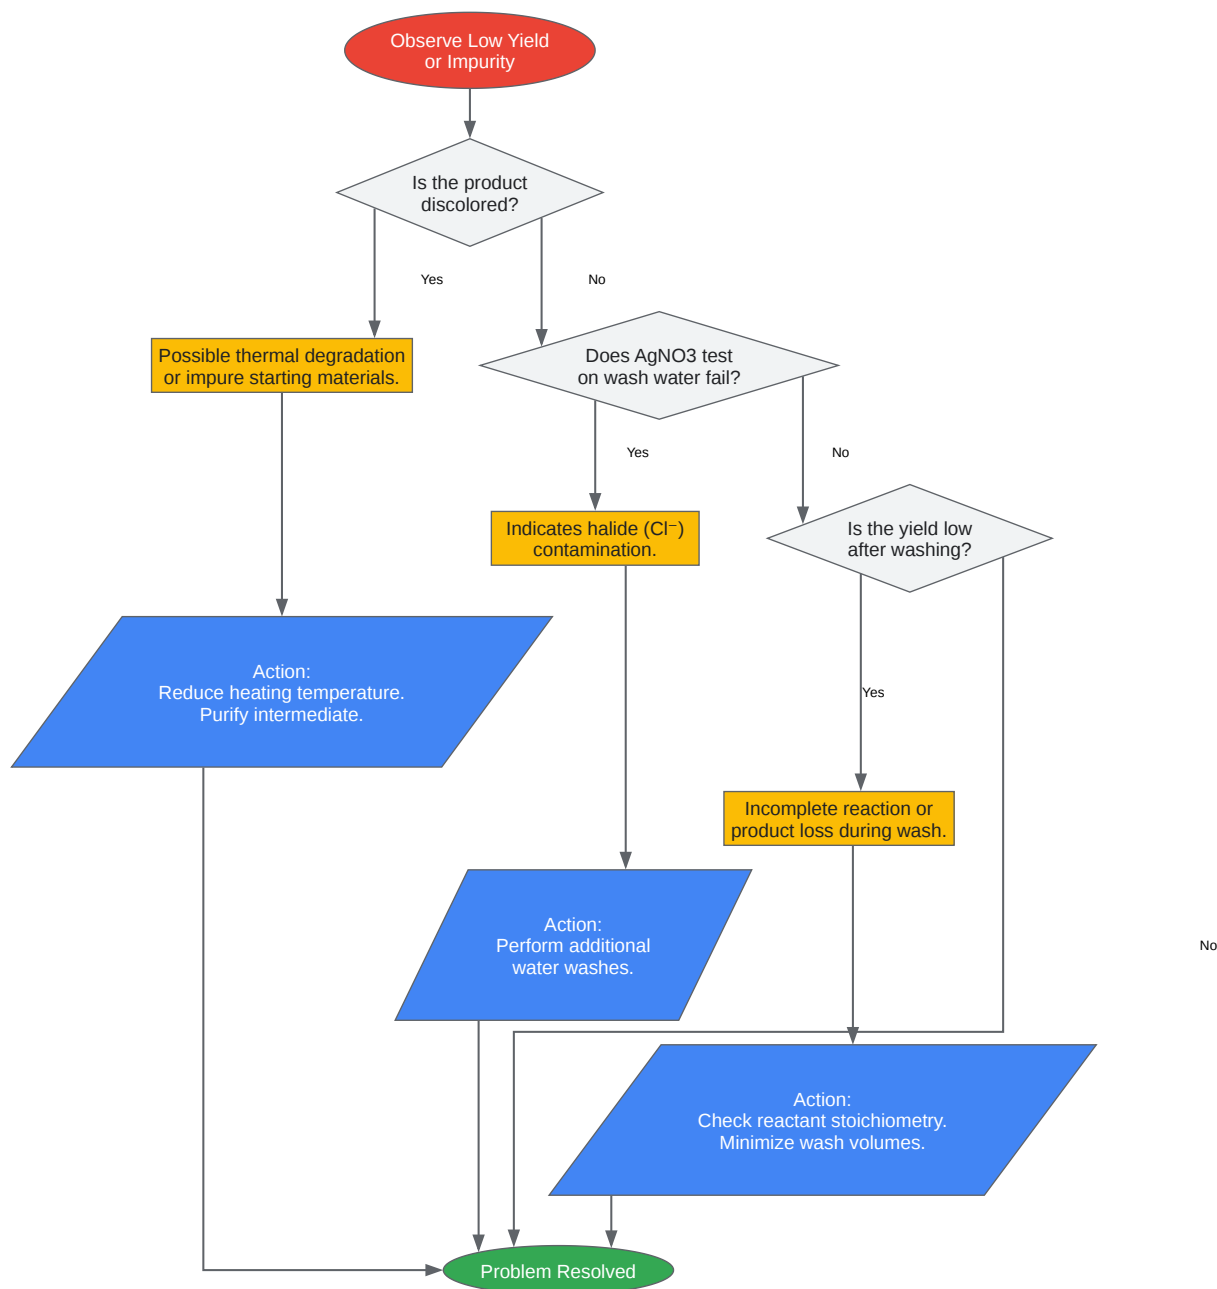 Observe Low Yield
or Impurity
Is the product
discolored?
Yes
No
Possible thermal degradation
or impure starting materials.
Does AgNO3 test
on wash water fail?
Yes
No
Indicates halide (Cl⁻)
contamination.
Is the yield low
after washing?
Action:
Reduce heating temperature.
Purify intermediate.
Yes
Incomplete reaction or
product loss during wash.
Action:
Perform additional
water washes.
No
Action:
Check reactant stoichiometry.
Minimize wash volumes.
Problem Resolved